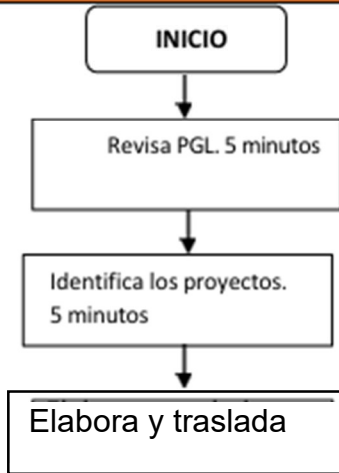 INICIO
Revisa PGL. 5 minutos
Identifica los proyectos.
5 minutos
Elabora y traslada